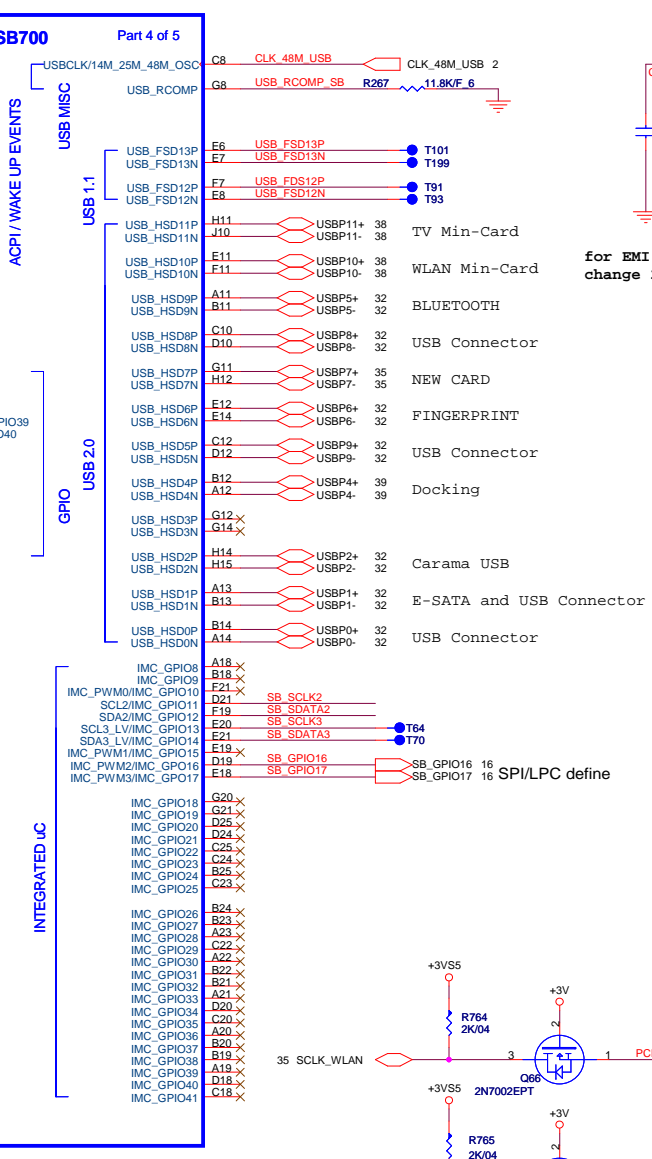 SB700 Part 4 of 5
ACPI / WAKE UP EVENTS
USB MISC
USBCLK/14M_25M_48M_OSC C8 CLK_48M_USB CLK_48M_USB 2
USB_RCOMP G8 USB_RCOMP_SB R267 11.8K/F_6
USB 1.1
USB_FSD13P E6 USB_FSD13P T101
USB_FSD13N E7 USB_FSD13N T199
USB_FSD12P F7 USB_FDS12P T91
USB_FSD12N E8 USB_FSD12N T93
USB 2.0
USB_HSD11P H11 USBP11+ 38
USB_HSD11N J10 USBP11- 38
TV Min-Card
USB_HSD10P E11 USBP10+ 38
USB_HSD10N F11 USBP10- 38
WLAN Min-Card
for EMI
change
USB_HSD9P A11 USBP5+ 32
USB_HSD9N B11 USBP5- 32
BLUETOOTH
USB_HSD8P C10 USBP8+ 32
USB_HSD8N D10 USBP8- 32
USB Connector
USB_HSD7P G11 USBP7+ 35
USB_HSD7N H12 USBP7- 35
NEW CARD
USB_HSD6P E12 USBP6+ 32
USB_HSD6N E14 USBP6- 32
FINGERPRINT
PIO39
O40
GPIO
USB_HSD5P C12 USBP9+ 32
USB_HSD5N D12 USBP9- 32
USB Connector
USB_HSD4P B12 USBP4+ 39
USB_HSD4N A12 USBP4- 39
Docking
USB_HSD3P G12
USB_HSD3N G14
USB_HSD2P H14 USBP2+ 32
USB_HSD2N H15 USBP2- 32
Carama USB
USB_HSD1P A13 USBP1+ 32
USB_HSD1N B13 USBP1- 32
E-SATA and USB Connector
USB_HSD0P B14 USBP0+ 32
USB_HSD0N A14 USBP0- 32
USB Connector
INTEGRATED uC
IMC_GPIO8 A18
IMC_GPIO9 B18
IMC_PWM0/IMC_GPIO10 F21
SCL2/IMC_GPIO11 D21 SB_SCLK2
SDA2/IMC_GPIO12 F19 SB_SDATA2
SCL3_LV/IMC_GPIO13 E20 SB_SCLK3 T64
SDA3_LV/IMC_GPIO14 E21 SB_SDATA3 T70
IMC_PWM1/IMC_GPIO15 E19
IMC_PWM2/IMC_GPO16 D19 SB_GPIO16 SB_GPIO16 16
IMC_PWM3/IMC_GPO17 E18 SB_GPIO17 SB_GPIO17 16
SPI/LPC define
IMC_GPIO18 G20
IMC_GPIO19 G21
IMC_GPIO20 D25
IMC_GPIO21 D24
IMC_GPIO22 C25
IMC_GPIO23 C24
IMC_GPIO24 B25
IMC_GPIO25 C23
IMC_GPIO26 B24
IMC_GPIO27 B23
IMC_GPIO28 A23
IMC_GPIO29 C22
IMC_GPIO30 A22
IMC_GPIO31 B22
IMC_GPIO32 B21
IMC_GPIO33 A21
IMC_GPIO34 D20
IMC_GPIO35 C20
IMC_GPIO36 A20
IMC_GPIO37 B20
IMC_GPIO38 B19
IMC_GPIO39 A19
IMC_GPIO40 D18
IMC_GPIO41 C18
+3VS5
R764
2K/04
+3V
2
35 SCLK_WLAN
3
1
Q66
2N7002EPT
+3VS5
R765
2K/04
+3V
2